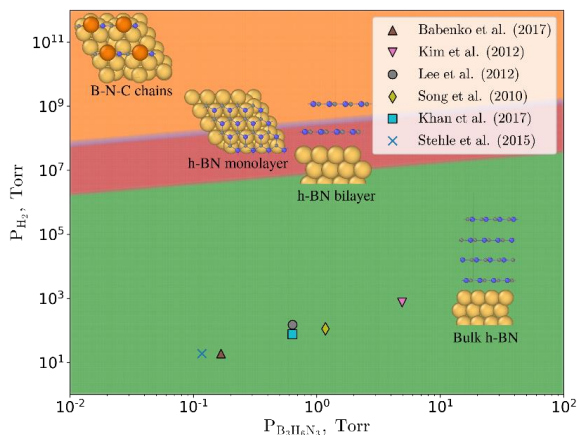 10^11
10^9
10^7
10^5
10^3
10^1
P_H2, Torr
B-N-C chains
h-BN monolayer
h-BN bilayer
Bulk h-BN
Babenko et al. (2017)
Kim et al. (2012)
Lee et al. (2012)
Song et al. (2010)
Khan et al. (2017)
Stehle et al. (2015)
10^-2
10^-1
10^0
10^1
10^2
P_B3H6N3, Torr